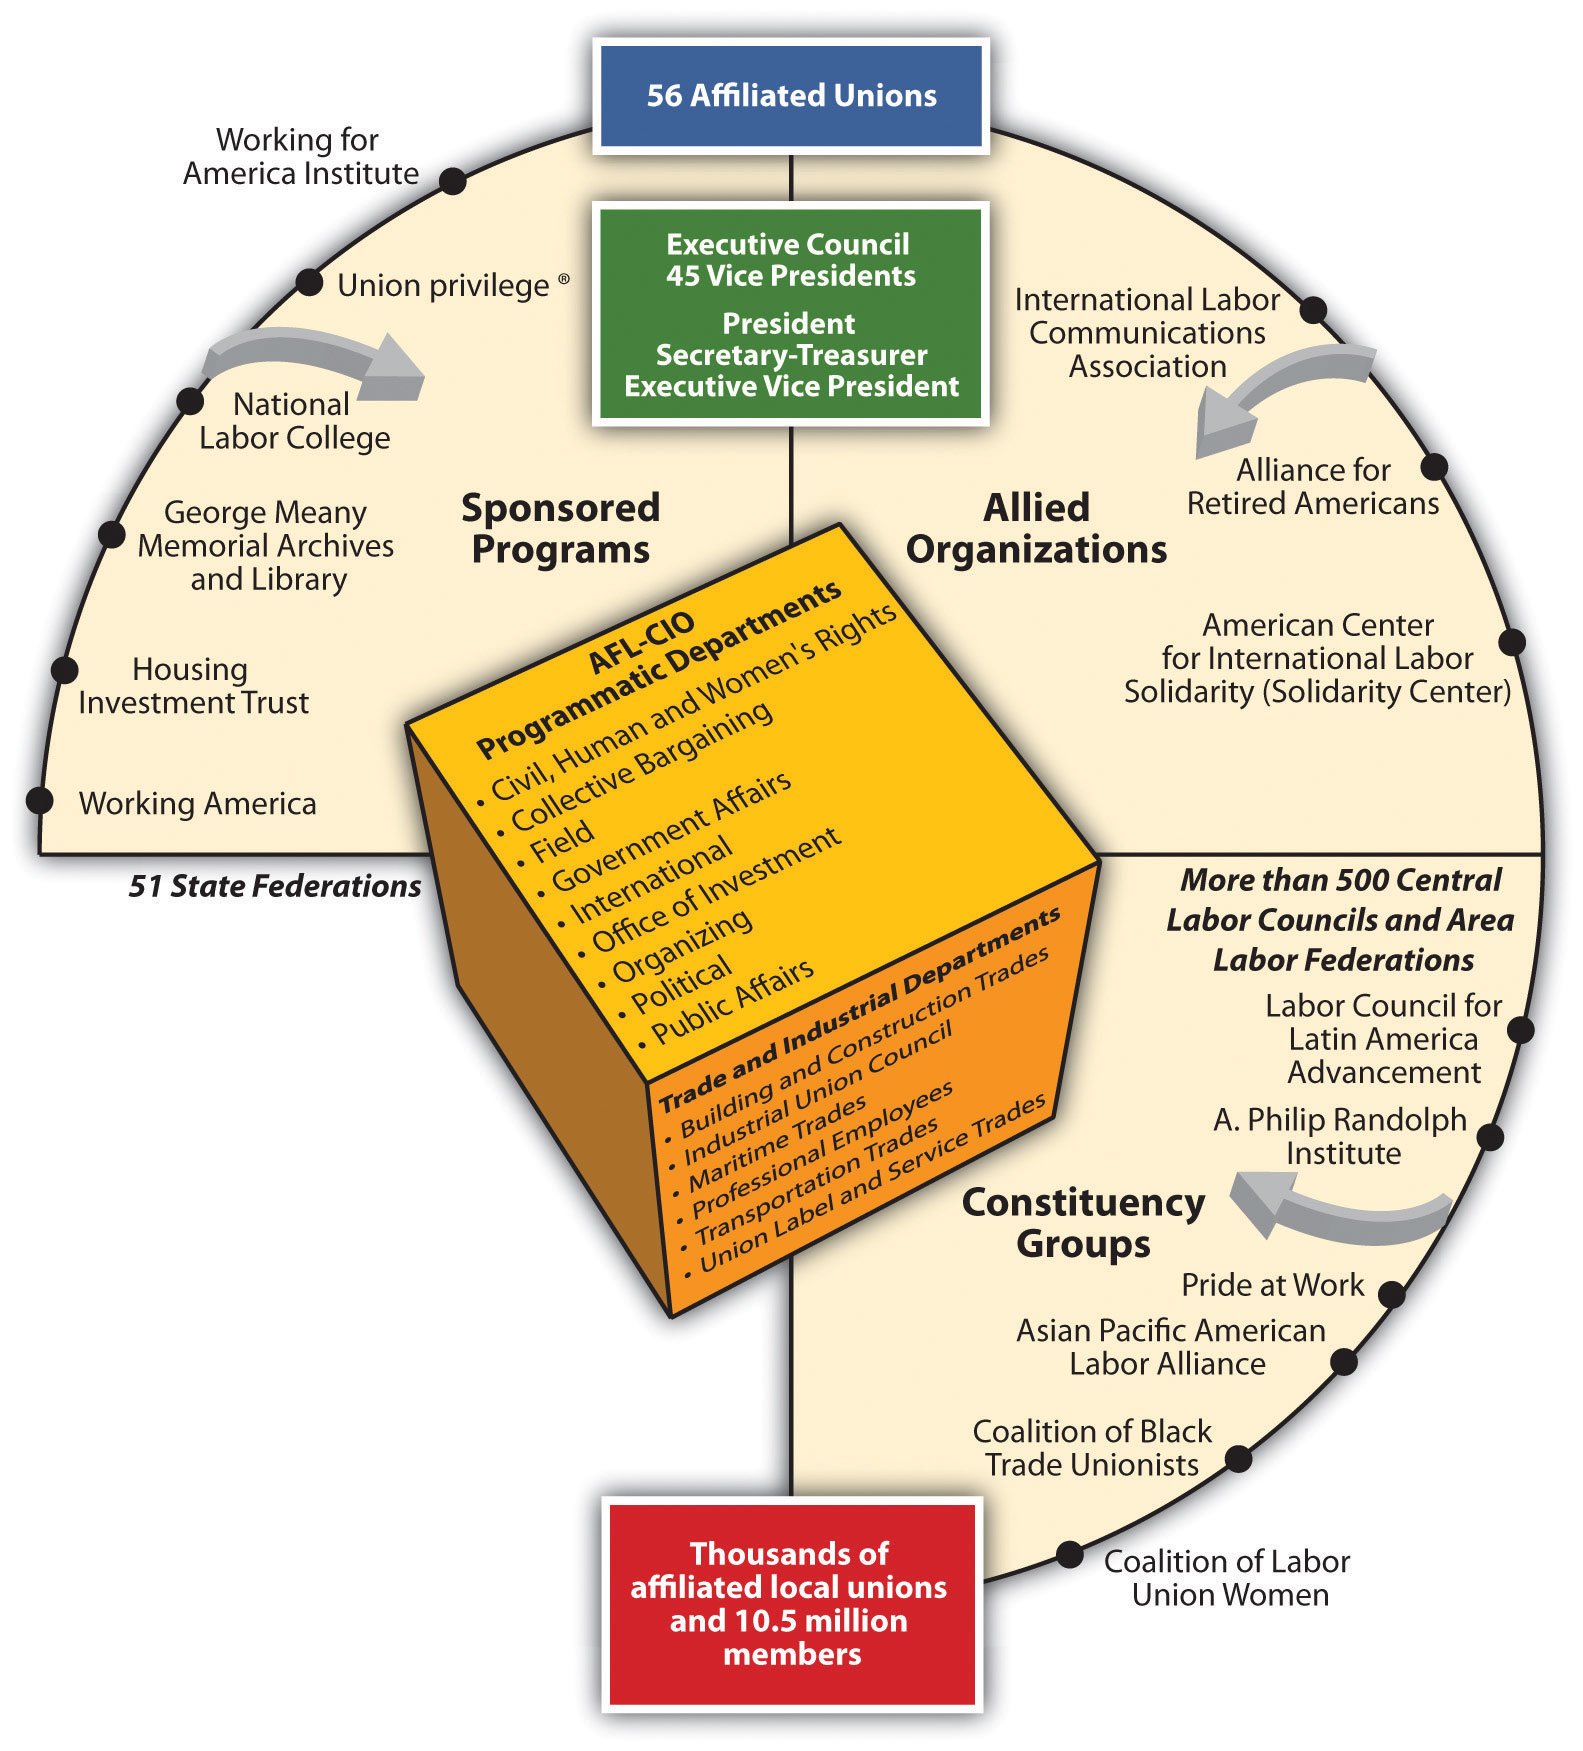 56 Affiliated Unions
Executive Council
45 Vice Presidents
President
Secretary-Treasurer
Executive Vice President
Working for
America Institute
Union privilege ®
National
Labor College
George Meany
Memorial Archives
and Library
Housing
Investment Trust
Working America
Sponsored
Programs
51 State Federations
International Labor
Communications
Association
Alliance for
Retired Americans
American Center
for International Labor
Solidarity (Solidarity Center)
Allied
Organizations
AFL-CIO
Programmatic Departments
• Civil, Human and Women's Rights
• Collective Bargaining
• Field
• Government Affairs
• International
• Office of Investment
• Organizing
• Political
• Public Affairs
Trade and Industrial Departments
• Building and Construction Trades
• Industrial Union Council
• Maritime Trades
• Professional Employees
• Transportation Trades
• Union Label and Service Trades
More than 500 Central
Labor Councils and Area
Labor Federations
Labor Council for
Latin America
Advancement
A. Philip Randolph
Institute
Constituency
Groups
Pride at Work
Asian Pacific American
Labor Alliance
Coalition of Black
Trade Unionists
Coalition of Labor
Union Women
Thousands of
affiliated local unions
and 10.5 million
members